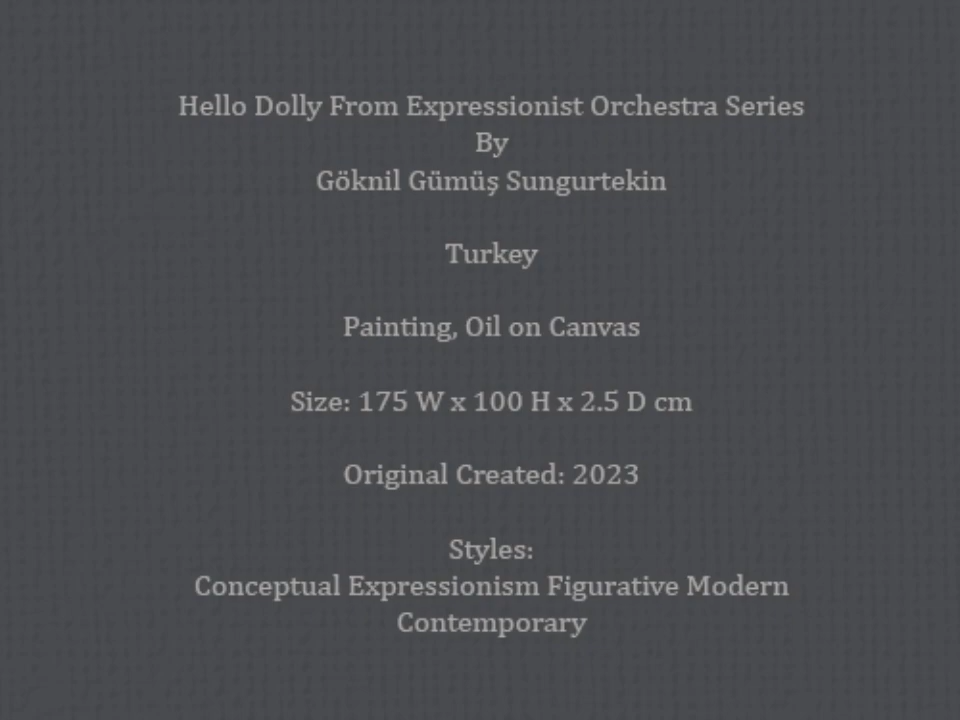 Hello Dolly From Expressionist Orchestra Series
By
Göknil Gümüş Sungurtekin
Turkey
Painting, Oil on Canvas
Size: 175 W x 100 H x 2.5 D cm
Original Created: 2023
Styles:
Conceptual Expressionism Figurative Modern
Contemporary